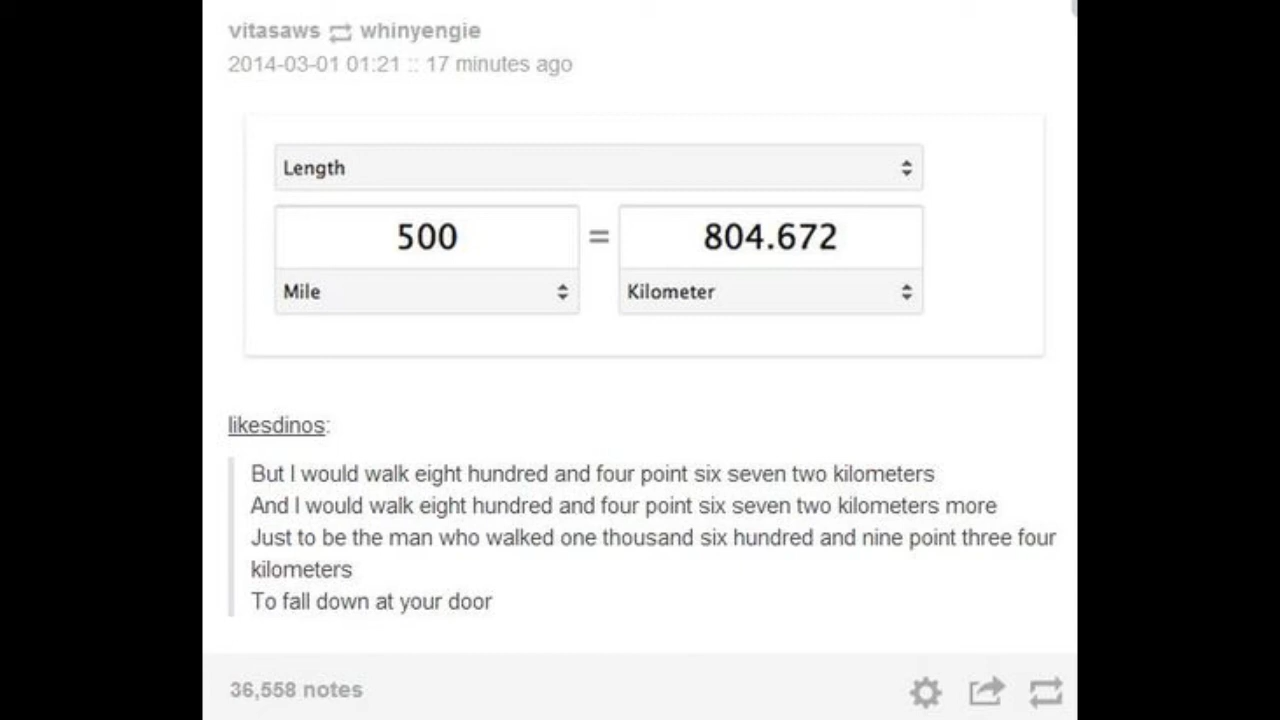 vitasaws whinyengie
2014-03-01 01:21 :: 17 minutes ago
Length
500 = 804.672
Mile Kilometer
likesdinos:
But I would walk eight hundred and four point six seven two kilometers
And I would walk eight hundred and four point six seven two kilometers more
Just to be the man who walked one thousand six hundred and nine point three four
kilometers
To fall down at your door
36,558 notes